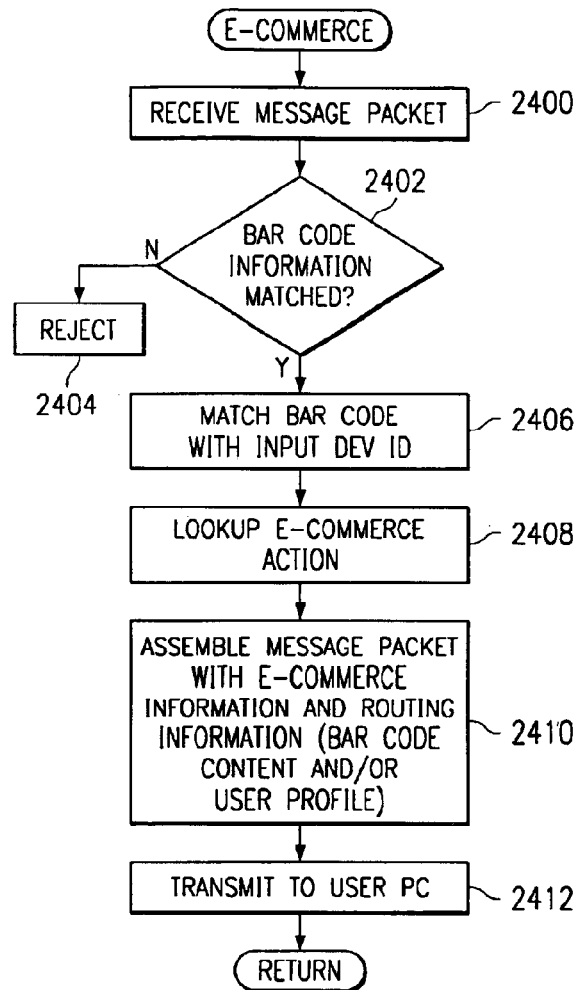 E-COMMERCE
RECEIVE MESSAGE PACKET
2400
2402
BAR CODE
INFORMATION
MATCHED?
N
REJECT
2404
Y
MATCH BAR CODE
WITH INPUT DEV ID
2406
LOOKUP E-COMMERCE
ACTION
2408
ASSEMBLE MESSAGE PACKET
WITH E-COMMERCE
INFORMATION AND ROUTING
INFORMATION (BAR CODE
CONTENT AND/OR
USER PROFILE)
2410
TRANSMIT TO USER PC
2412
RETURN